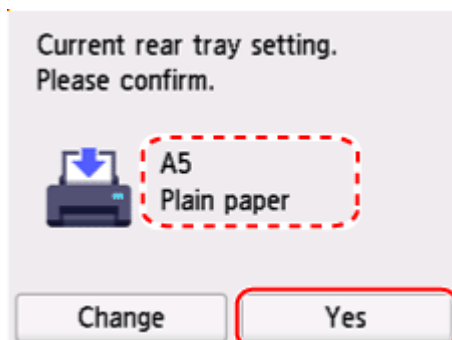 Current rear tray setting.
Please confirm.
A5
Plain paper
Change
Yes